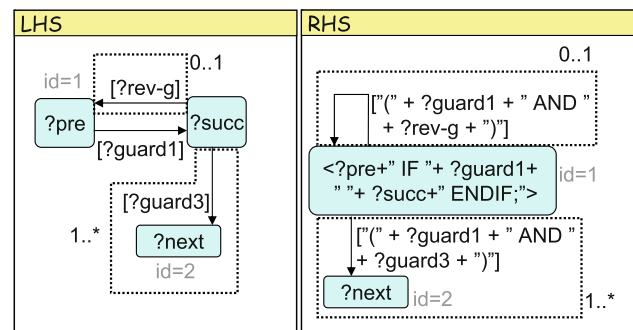 LHS
0..1
id=1
[?rev-g]
?pre
?succ
[?guard1]
[?guard3]
1..*
?next
id=2
RHS
0..1
["(" + ?guard1 + " AND "
+ ?rev-g + ")"]
<?pre+" IF "+ ?guard1+
" "+ ?succ+" ENDIF;">
id=1
["(" + ?guard1 + " AND "
+ ?guard3 + ")"]
?next
id=2
1..*